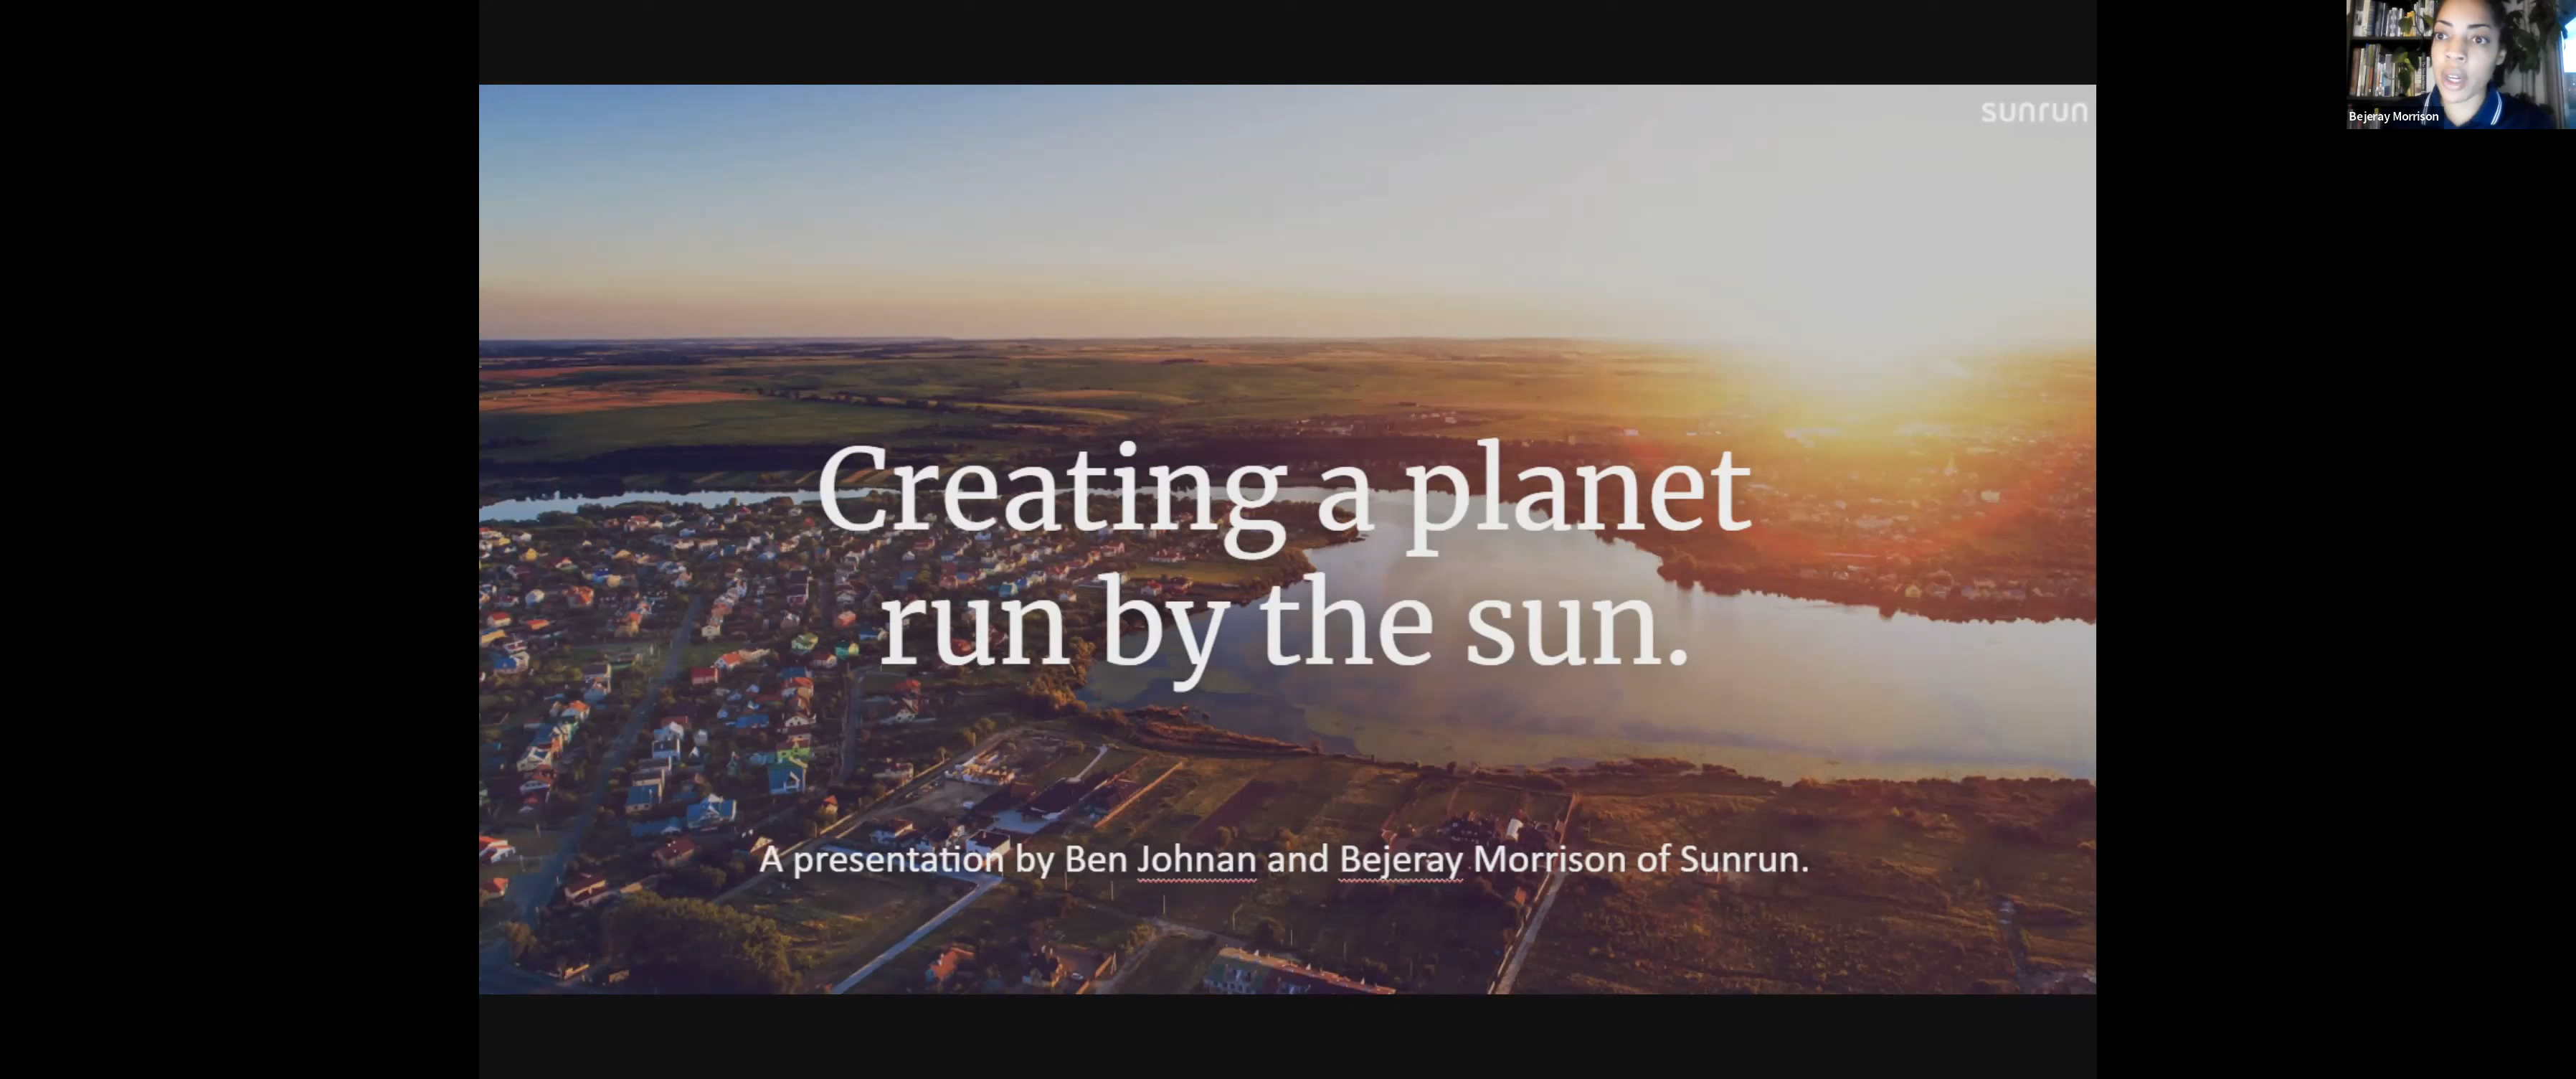 sunrun
Bejeray Morrison
Creating a planet
run by the sun.
A presentation by Ben Johnan and Bejeray Morrison of Sunrun.